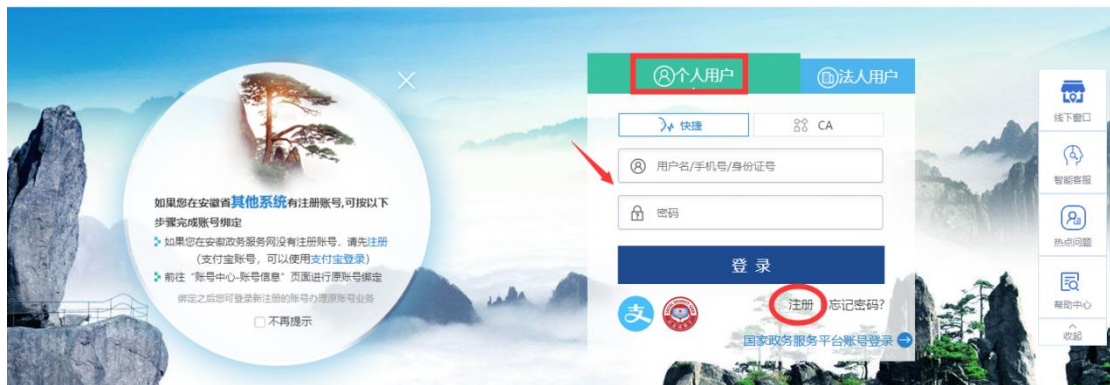 如果您在安徽省其他系统有注册账号,可按以下
步骤完成账号绑定
如果您在安徽政务服务网没有注册账号，请先注册
(支付宝账号，可以使用支付宝登录)
前往“账号中心-账号信息”页面进行原账号绑定
绑定之后您可登录新注册的账号办理原账号业务
不再提示
个人用户
法人用户
快捷
CA
用户名/手机号/身份证号
密码
登录
支
注册
忘记密码?
国家政务服务平台账号登录
线下窗口
智能客服
热点问题
帮助中心
收起